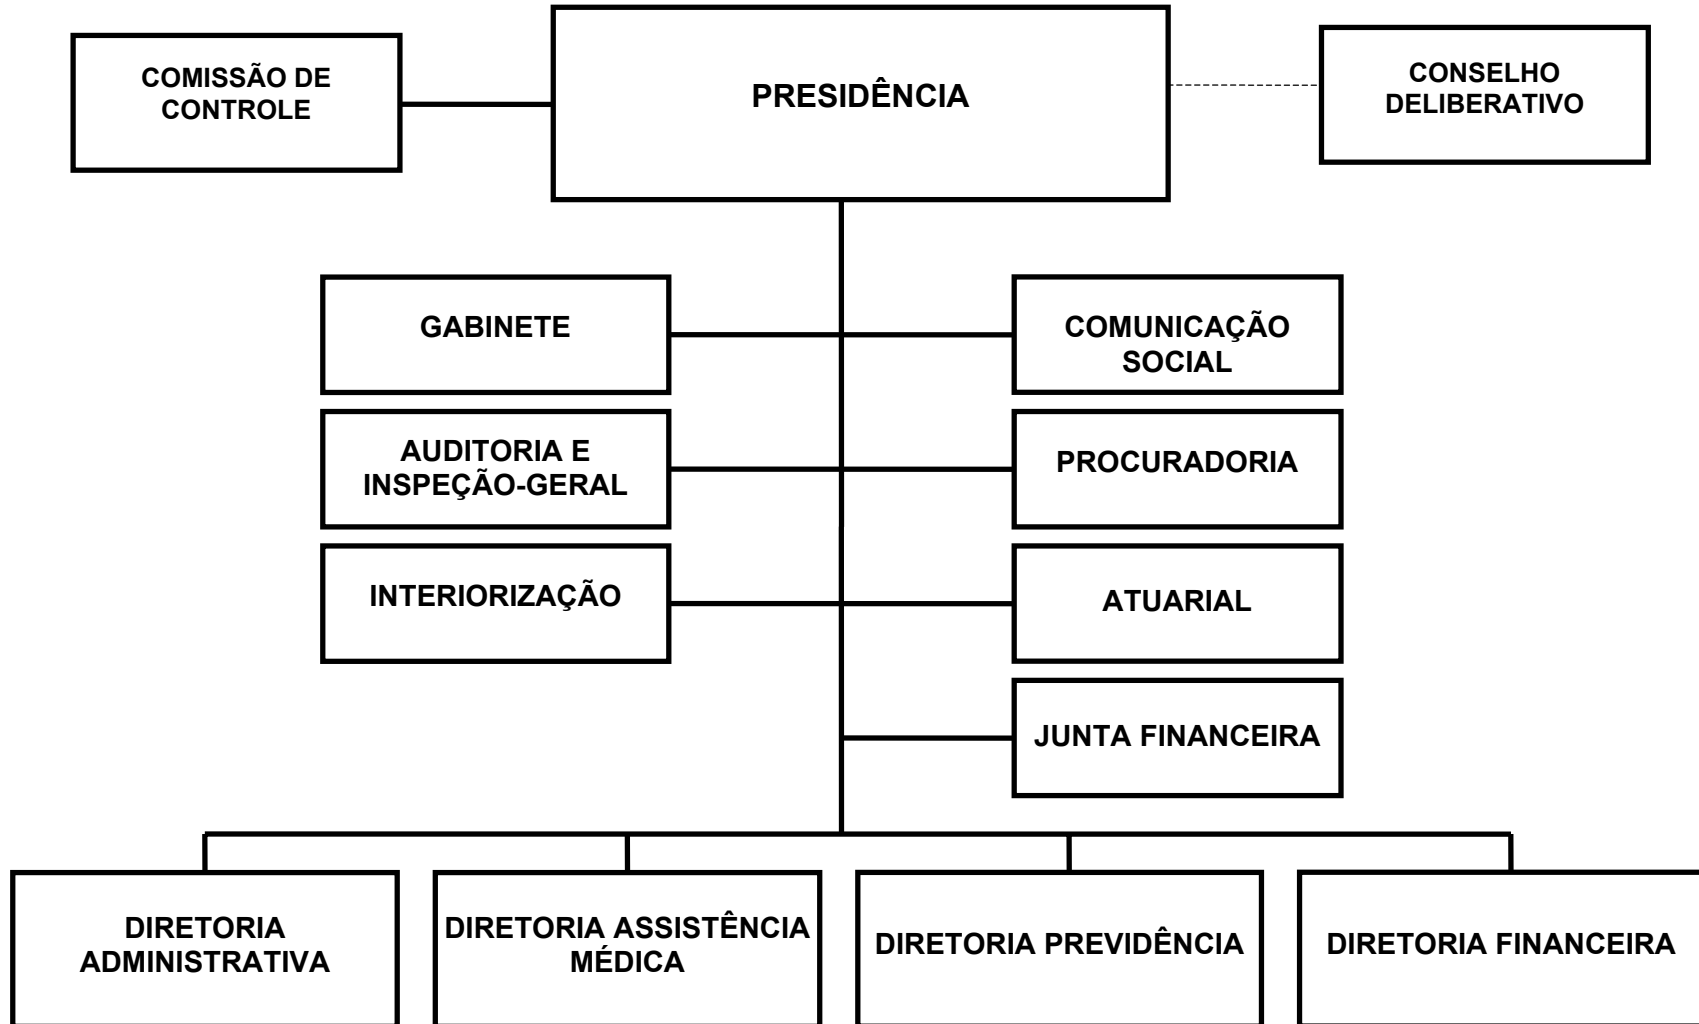 COMISSÃO DE
CONTROLE
PRESIDÊNCIA
CONSELHO
DELIBERATIVO
GABINETE
COMUNICAÇÃO
SOCIAL
AUDITORIA E
INSPEÇÃO-GERAL
PROCURADORIA
INTERIORIZAÇÃO
ATUARIAL
JUNTA FINANCEIRA
DIRETORIA
ADMINISTRATIVA
DIRETORIA ASSISTÊNCIA
MÉDICA
DIRETORIA PREVIDÊNCIA
DIRETORIA FINANCEIRA